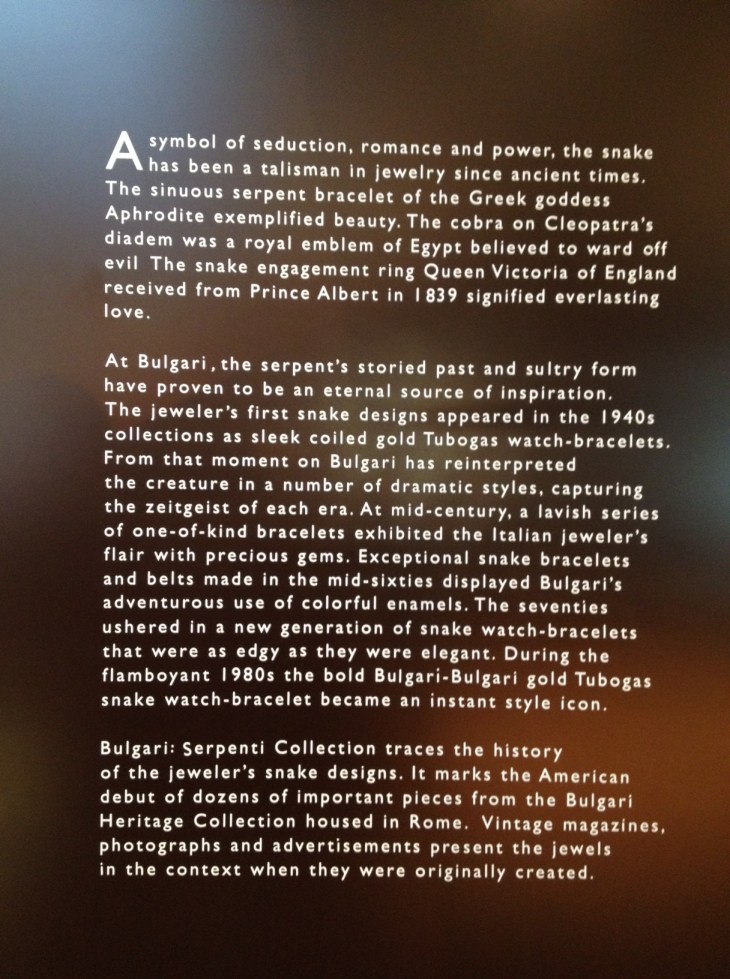 A symbol of seduction, romance and power, the snake
has been a talisman in jewelry since ancient times.
The sinuous serpent bracelet of the Greek goddess
Aphrodite exemplified beauty. The cobra on Cleopatra's
diadem was a royal emblem of Egypt believed to ward off
evil The snake engagement ring Queen Victoria of England
received from Prince Albert in 1839 signified everlasting
love.
At Bulgari, the serpent's storied past and sultry form
have proven to be an eternal source of inspiration.
The jeweler's first snake designs appeared in the 1940s
collections as sleek coiled gold Tubogas watch-bracelets.
From that moment on Bulgari has reinterpreted
the creature in a number of dramatic styles, capturing
the zeitgeist of each era. At mid-century, a lavish series
of one-of-kind bracelets exhibited the Italian jeweler's
flair with precious gems. Exceptional snake bracelets
and belts made in the mid-sixties displayed Bulgari's
adventurous use of colorful enamels. The seventies
ushered in a new generation of snake watch-bracelets
that were as edgy as they were elegant. During the
flamboyant 1980s the bold Bulgari-Bulgari gold Tubogas
snake watch-bracelet became an instant style icon.
Bulgari: Serpenti Collection traces the history
of the jeweler's snake designs. It marks the American
debut of dozens of important pieces from the Bulgari
Heritage Collection housed in Rome. Vintage magazines,
photographs and advertisements present the jewels
in the context when they were originally created.